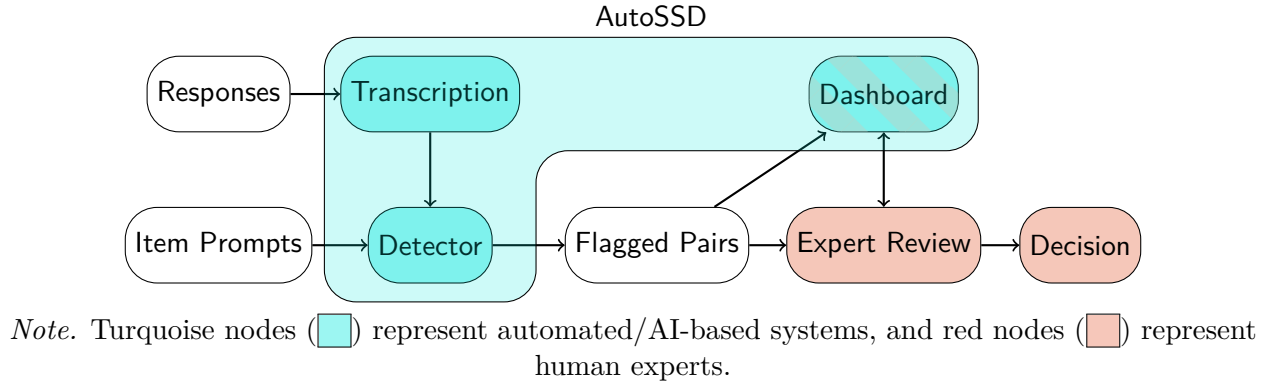 AutoSSD
Responses
Transcription
Dashboard
Item Prompts
Detector
Flagged Pairs
Expert Review
Decision
Note. Turquoise nodes ( ) represent automated/AI-based systems, and red nodes ( ) represent
human experts.